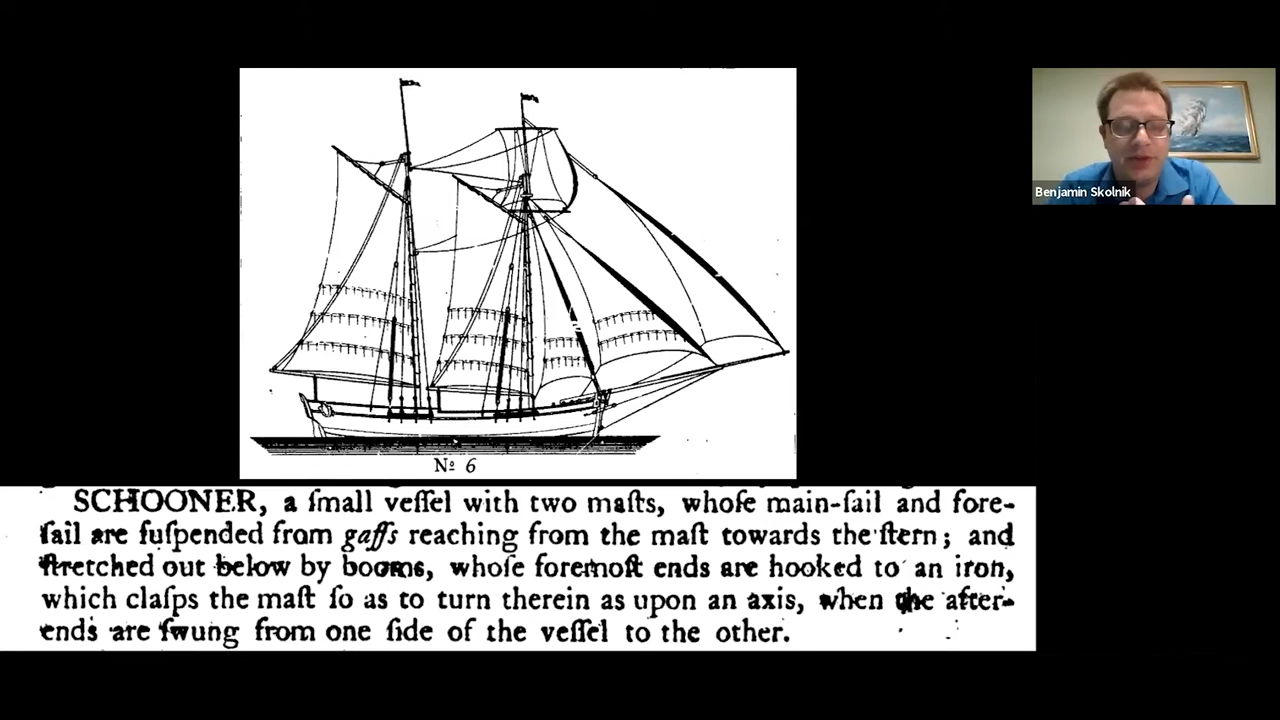 Benjamin Skolnik
Nº 6
SCHOONER, a ſmall veſſel with two maſts, whoſe main-ſail and fore-
ſail are ſuſpended from gaffs reaching from the maſt towards the ſtern; and
ſtretched out below by booms, whoſe foremoſt ends are hooked to an iron,
which claſps the maſt ſo as to turn therein as upon an axis, when the after-
ends are ſwung from one ſide of the veſſel to the other.